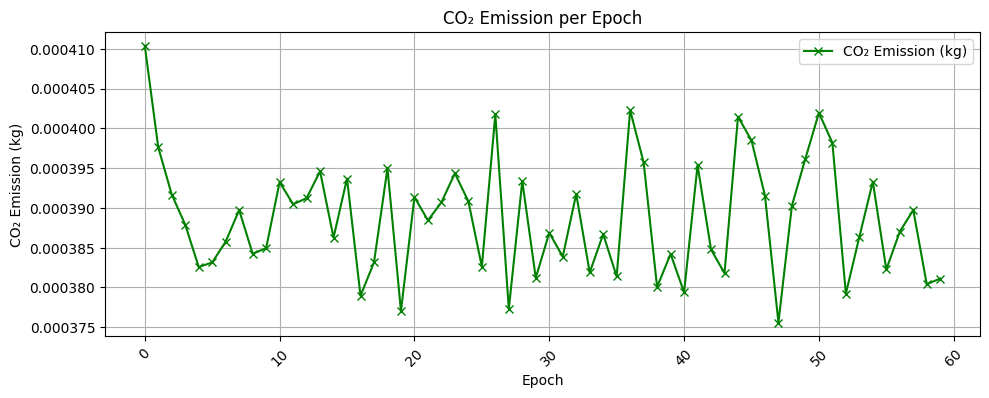 CO₂ Emission per Epoch
CO₂ Emission (kg)
0.000410
0.000405
0.000400
0.000395
0.000390
0.000385
0.000380
0.000375
CO₂ Emission (kg)
0 10 20 30 40 50 60
Epoch